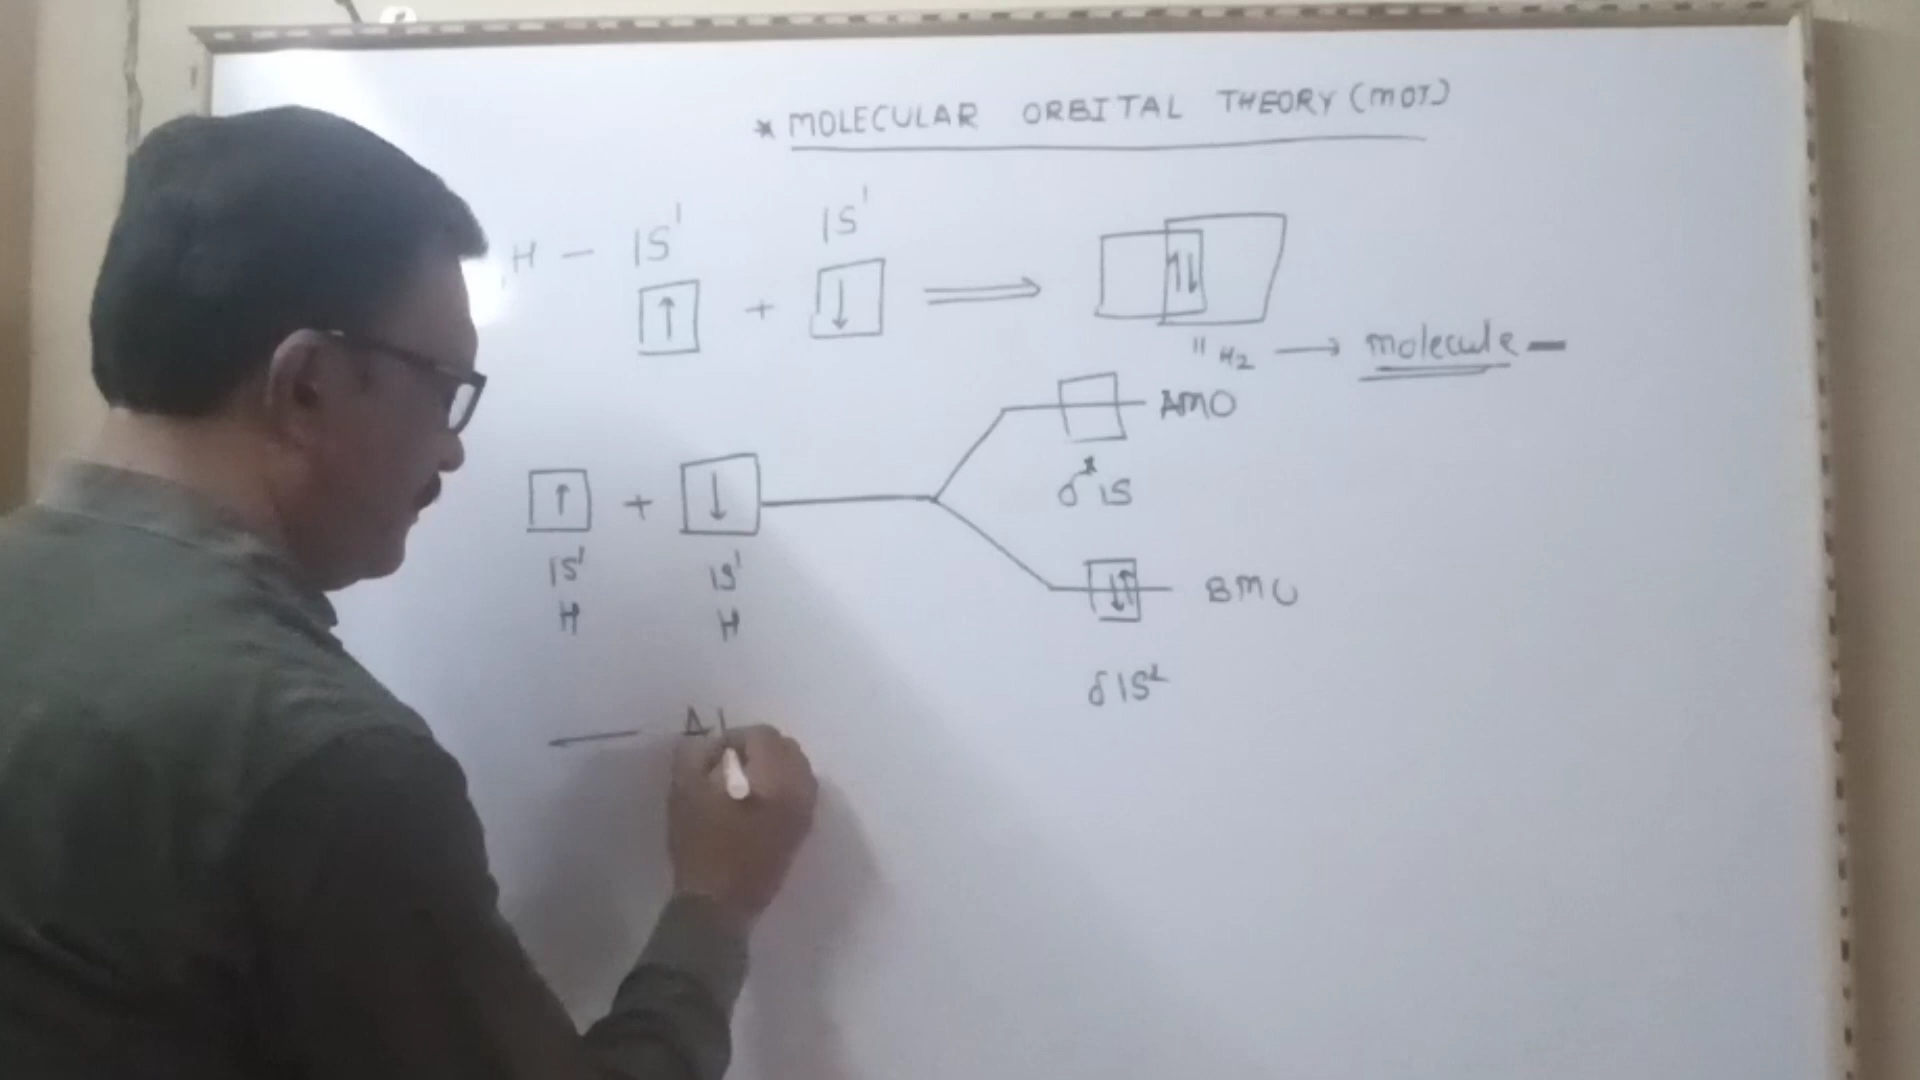 * MOLECULAR ORBITAL THEORY (MOT)
H — 1S¹ 1S¹
↑ + ↓ ⟹ ↑↓
" H₂ → molecule —
AMO
↑ + ↓
σ*1S
1S¹ 1S¹
↓↑ BMO
H H
σ1S²